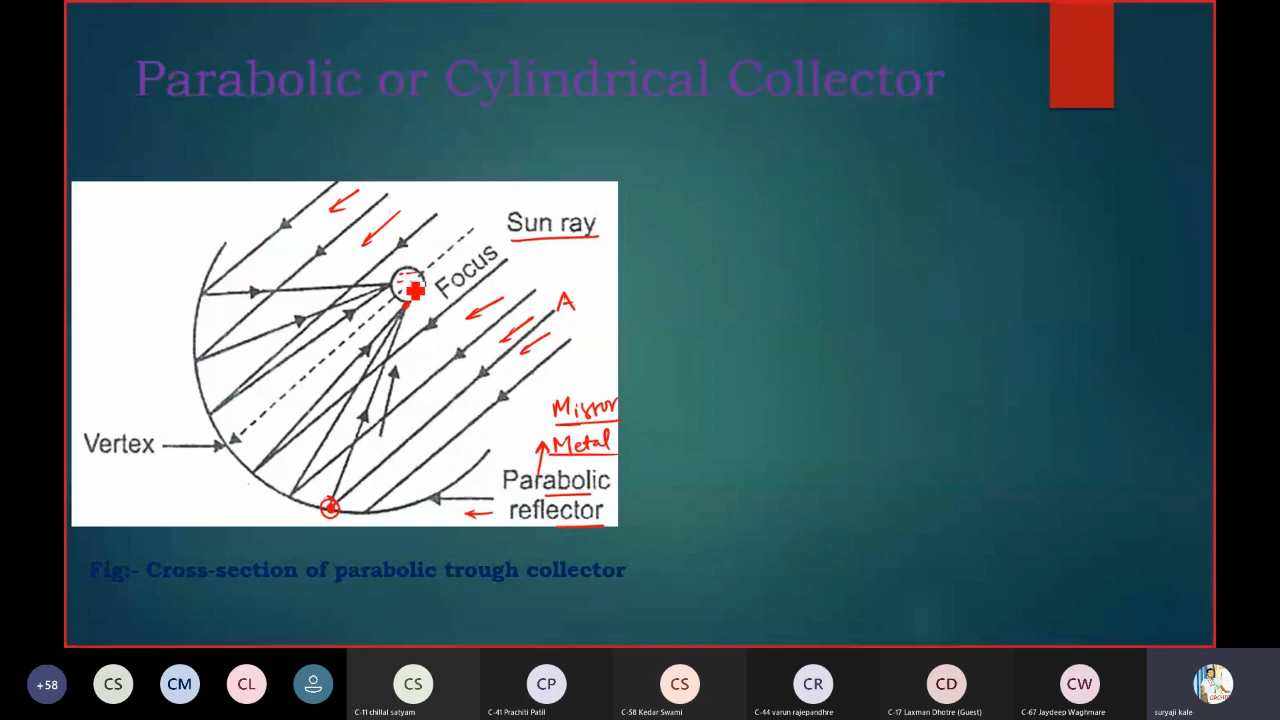 Parabolic or Cylindrical Collector
Sun ray
Focus
A
Mirror
Metal
Vertex
Parabolic
reflector
Fig:- Cross-section of parabolic trough collector
+58
CS
CM
CL
CS
CP
CS
CR
CD
CW
C-11 chillal satyam
C-41 Prachiti Patil
C-58 Kedar Swami
C-44 varun rajepandhre
C-17 Laxman Dhotre (Guest)
C-67 Jaydeep Waghmare
suryaji kale